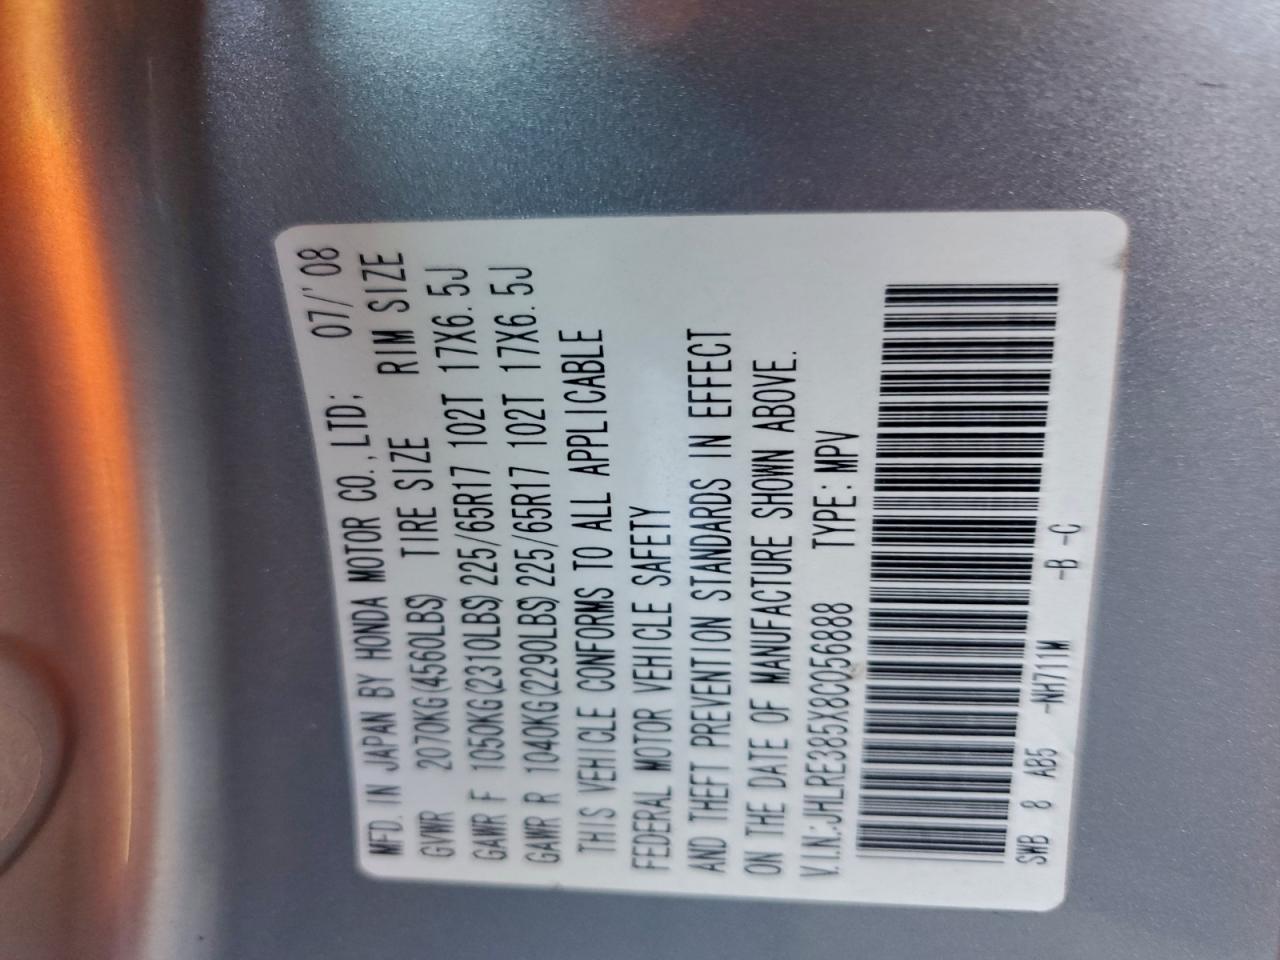 MFD. IN JAPAN BY HONDA MOTOR CO., LTD; 07/'08
GVWR 2070KG(4560LBS) TIRE SIZE RIM SIZE
GAWR F 1050KG(2310LBS) 225/65R17 102T 17X6.5J
GAWR R 1040KG(2290LBS) 225/65R17 102T 17X6.5J
THIS VEHICLE CONFORMS TO ALL APPLICABLE
FEDERAL MOTOR VEHICLE SAFETY
AND THEFT PREVENTION STANDARDS IN EFFECT
ON THE DATE OF MANUFACTURE SHOWN ABOVE.
V.I.N.:JHLRE385X8C056888 TYPE:MPV
SWB 8 AB5 -NH711M -B -C